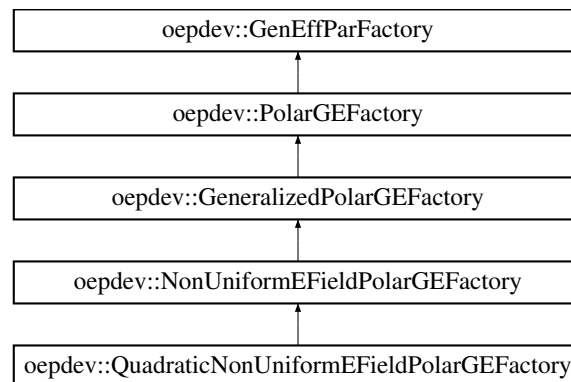 oepdev::GenEffParFactory
oepdev::PolarGEFactory
oepdev::GeneralizedPolarGEFactory
oepdev::NonUniformEFieldPolarGEFactory
oepdev::QuadraticNonUniformEFieldPolarGEFactory